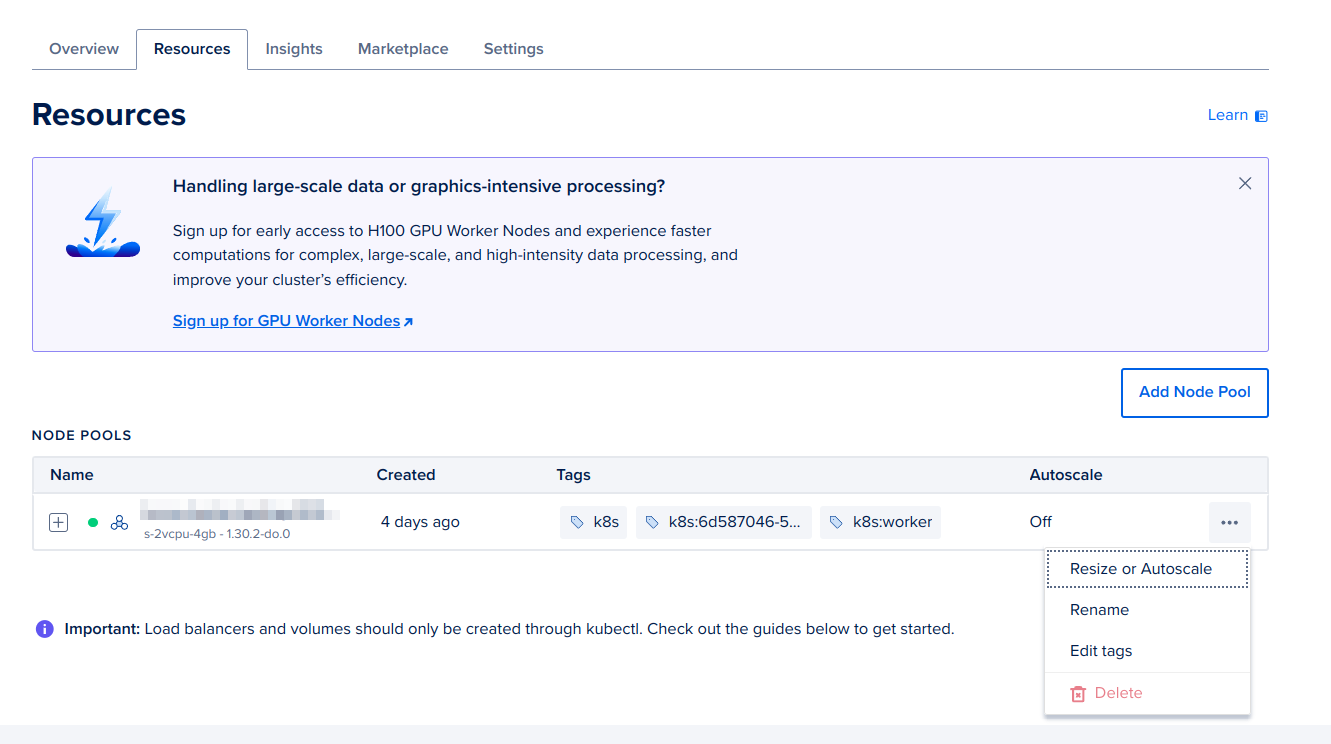 Overview Resources Insights Marketplace Settings
Resources
Learn
Handling large-scale data or graphics-intensive processing?
Sign up for early access to H100 GPU Worker Nodes and experience faster
computations for complex, large-scale, and high-intensity data processing, and
improve your cluster’s efficiency.
Sign up for GPU Worker Nodes
Add Node Pool
NODE POOLS
Name Created Tags Autoscale
4 days ago k8s k8s:6d587046-5... k8s:worker Off
s-2vcpu-4gb - 1.30.2-do.0
Resize or Autoscale
Rename
Edit tags
Delete
Important: Load balancers and volumes should only be created through kubectl. Check out the guides below to get started.